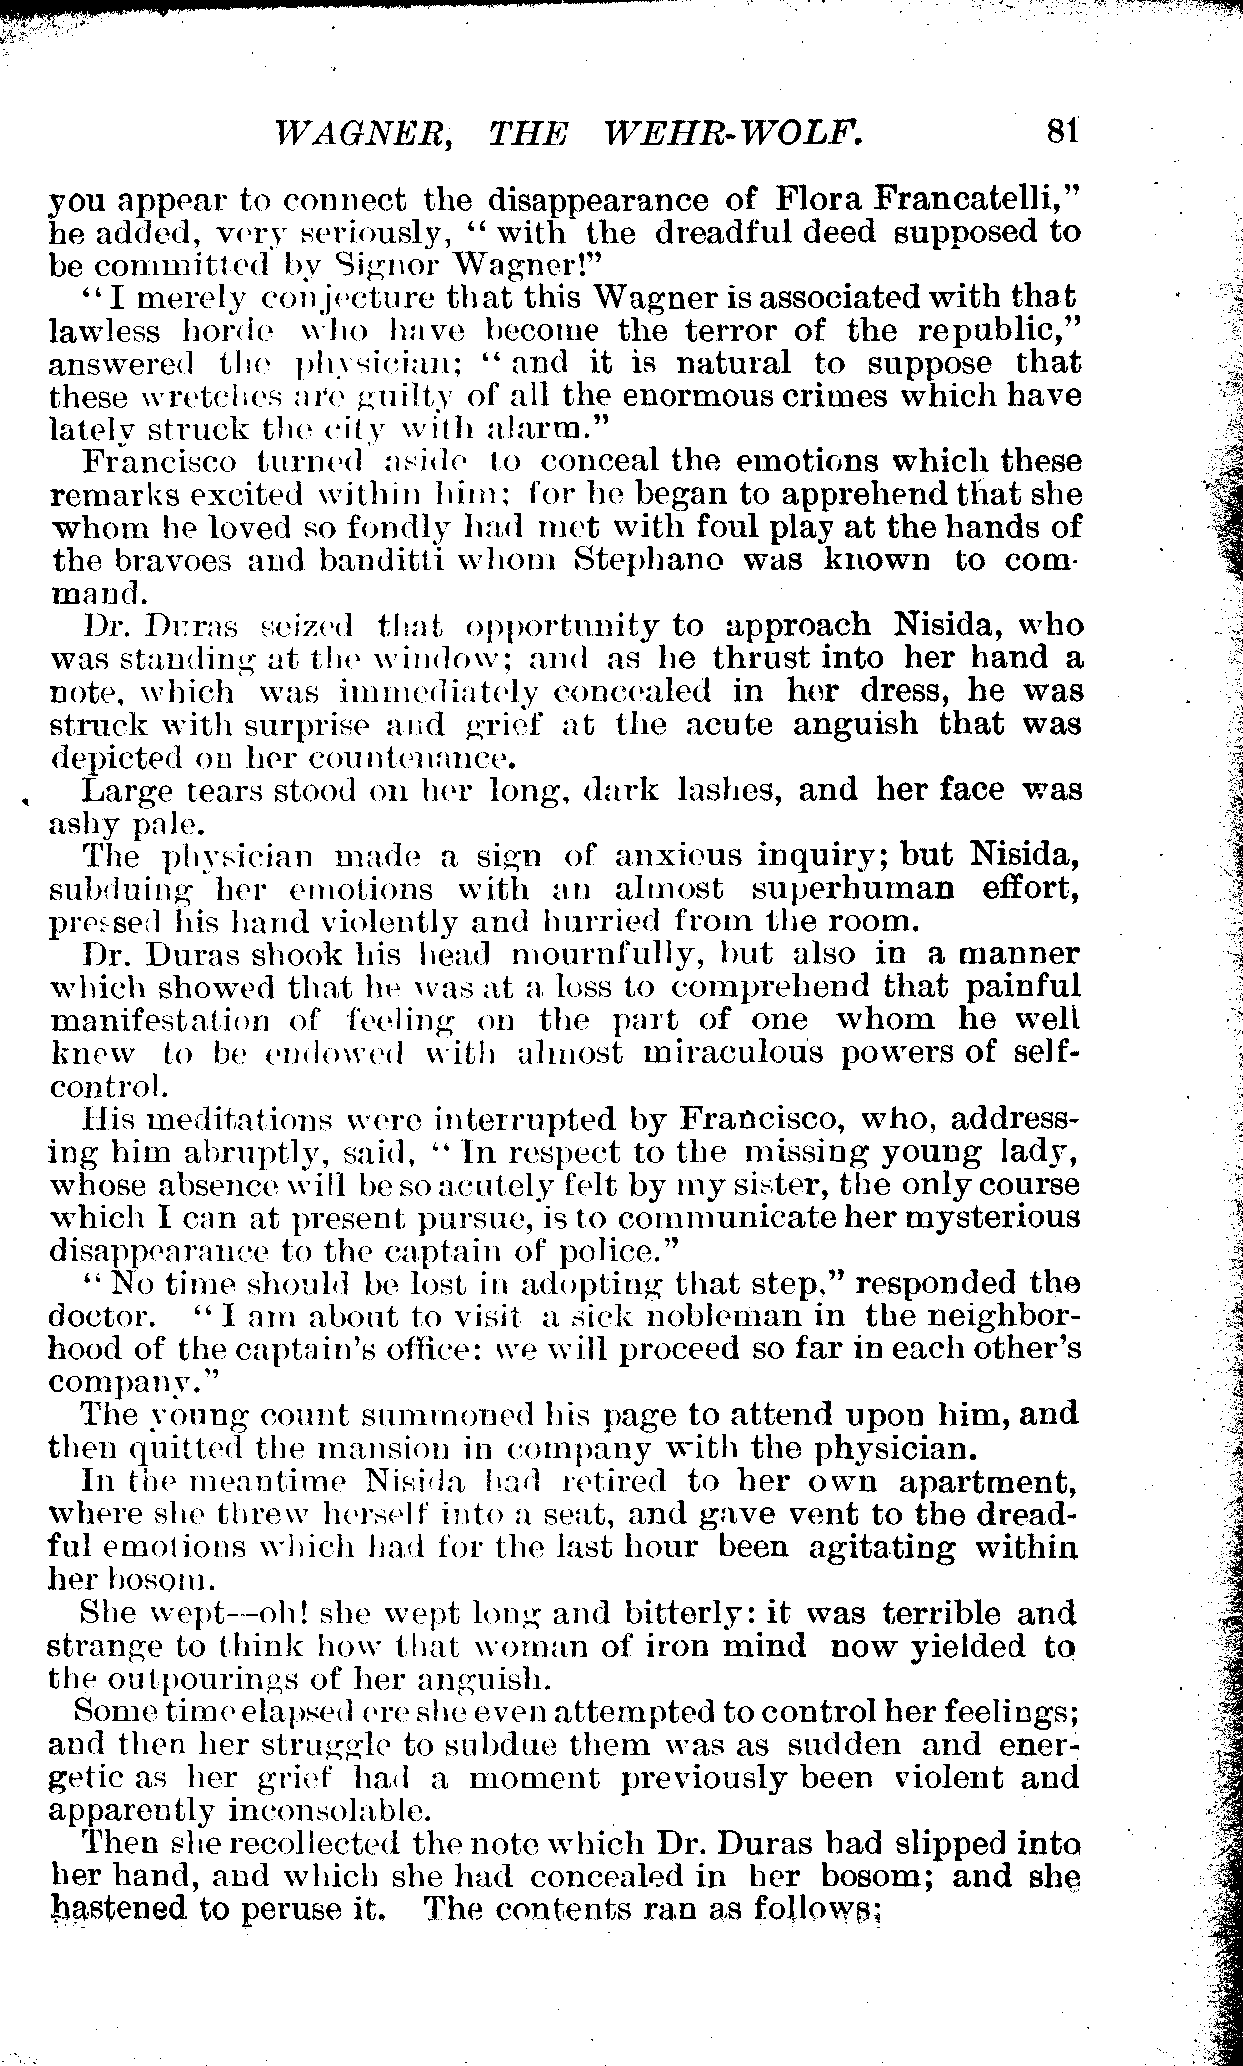 WAGNER, THE WEHR-WOLF. 81
you appear to connect the disappearance of Flora Francatelli,"
he added, very seriously, "with the dreadful deed supposed to
be committed by Signor Wagner!"
"I merely conjecture that this Wagner is associated with that
lawless horde who have become the terror of the republic,"
answered the physician; "and it is natural to suppose that
these wretches are guilty of all the enormous crimes which have
lately struck the city with alarm."
Francisco turned aside to conceal the emotions which these
remarks excited within him; for he began to apprehend that she
whom he loved so fondly had met with foul play at the hands of
the bravoes and banditti whom Stephano was known to com-
mand.
Dr. Duras seized that opportunity to approach Nisida, who
was standing at the window; and as he thrust into her hand a
note, which was immediately concealed in her dress, he was
struck with surprise and grief at the acute anguish that was
depicted on her countenance.
Large tears stood on her long, dark lashes, and her face was
ashy pale.
The physician made a sign of anxious inquiry; but Nisida,
subduing her emotions with an almost superhuman effort,
pressed his hand violently and hurried from the room.
Dr. Duras shook his head mournfully, but also in a manner
which showed that he was at a loss to comprehend that painful
manifestation of feeling on the part of one whom he well
knew to be endowed with almost miraculous powers of self-
control.
His meditations were interrupted by Francisco, who, address-
ing him abruptly, said, "In respect to the missing young lady,
whose absence will be so acutely felt by my sister, the only course
which I can at present pursue, is to communicate her mysterious
disappearance to the captain of police."
"No time should be lost in adopting that step," responded the
doctor. "I am about to visit a sick nobleman in the neighbor-
hood of the captain's office: we will proceed so far in each other's
company."
The young count summoned his page to attend upon him, and
then quitted the mansion in company with the physician.
In the meantime Nisida had retired to her own apartment,
where she threw herself into a seat, and gave vent to the dread-
ful emotions which had for the last hour been agitating within
her bosom.
She wept--oh! she wept long and bitterly: it was terrible and
strange to think how that woman of iron mind now yielded to
the outpourings of her anguish.
Some time elapsed ere she even attempted to control her feelings;
and then her struggle to subdue them was as sudden and ener-
getic as her grief had a moment previously been violent and
apparently inconsolable.
Then she recollected the note which Dr. Duras had slipped into
her hand, and which she had concealed in her bosom; and she
hastened to peruse it. The contents ran as follows;